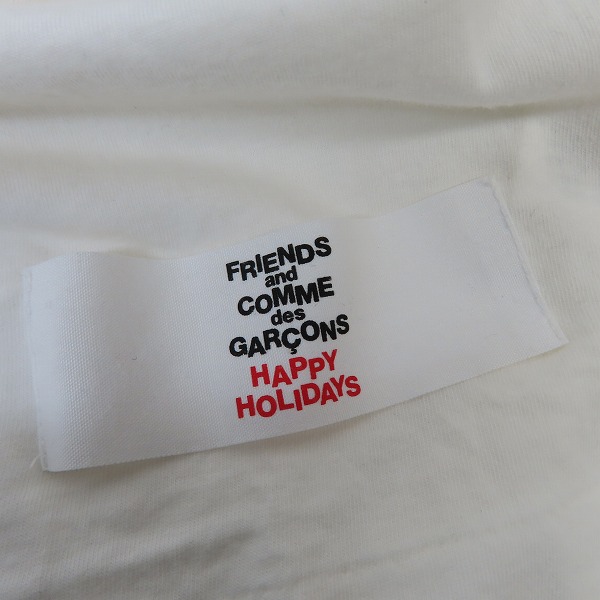 FRIENDS
and
COMME
des
GARÇONS
HAPPY
HOLIDAYS